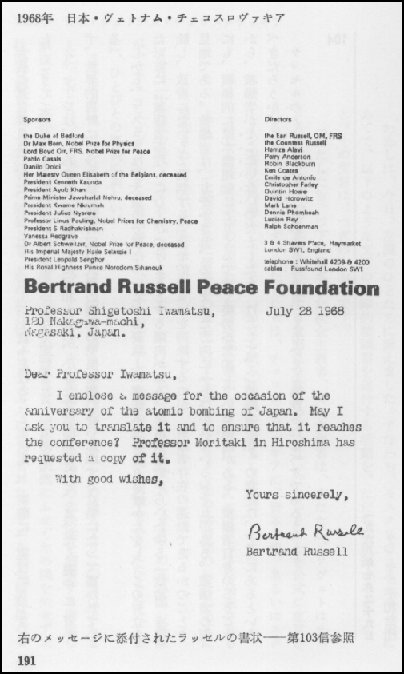 1968年 日本・ヴェトナム・チェコスロヴァキア
Sponsors
the Duke of Bedford
Dr Max Born, Nobel Prize for Physics
Lord Boyd Orr, FRS, Nobel Prize for Peace
Pablo Casals
Danilo Dolci
Her Majesty Queen Elisabeth of the Belgians, deceased
President Kenneth Kaunda
President Ayub Khan
Prime Minister Jawaharlal Nehru, deceased
President Kwame Nkrumah
President Julius Nyerere
Professor Linus Pauling, Nobel Prizes for Chemistry, Peace
Vanessa Redgrave
President S Radhakrishnan
Dr Albert Schweitzer, Nobel Prize for Peace, deceased
His Imperial Majesty Haile Selassie I
President Leopold Senghor
His Royal Highness Prince Norodom Sihanouk
Directors
the Earl Russell, OM, FRS
the Countess Russell
Hamza Alavi
Perry Anderson
Robin Blackburn
Ken Coates
Christopher Farley
Quintin Hoare
David Horowitz
Mark Lane
Ralph Schoenman
3 & 4 Shavers Place, Haymarket
London SW1, England
telephone: Whitehall 4209 & 4200
cables Russfound London SW1
Bertrand Russell Peace Foundation
Professor Shigetoshi Iwamatsu,
120 Nakagawa-machi,
Nagasaki, Japan.
July 28 1968
Dear Professor Iwamatsu,
I enclose a message for the occasion of the
anniversary of the atomic bombing of Japan. May I
ask you to translate it and to ensure that it reaches
the conference? Professor Moritaki in Hiroshima has
requested a copy of it.
With good wishes,
Yours sincerely,
Bertrand Russell
Bertrand Russell
右のメッセージに添付されたラッセルの書状――第103信参照
191